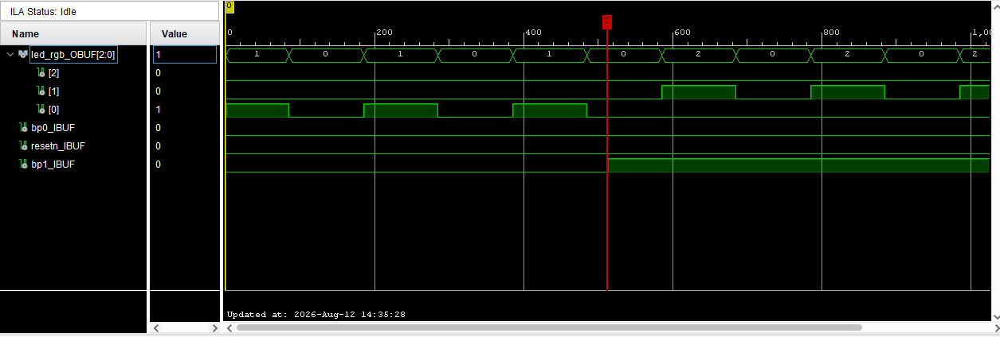 ILA Status: Idle
0
Name Value
T
0 200 400 600 800 1,00
led_rgb_OBUF[2:0] 1 1 0 1 0 1 0 2 0 2 0 2
[2] 0
[1] 0
[0] 1
bp0_IBUF 0
resetn_IBUF 0
bp1_IBUF 0
Updated at: 2026-Aug-12 14:35:28